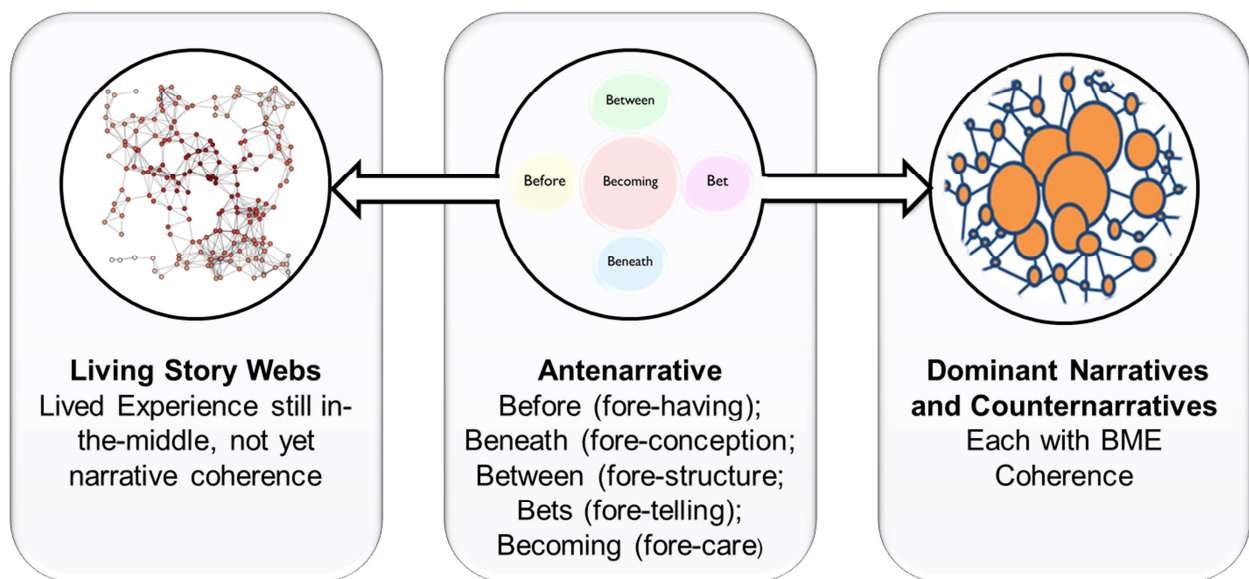 Living Story Webs
Lived Experience still in-
the-middle, not yet
narrative coherence
Between
Before
Becoming
Bet
Beneath
Antenarrative
Before (fore-having);
Beneath (fore-conception;
Between (fore-structure;
Bets (fore-telling);
Becoming (fore-care)
Dominant Narratives
and Counternarratives
Each with BME
Coherence